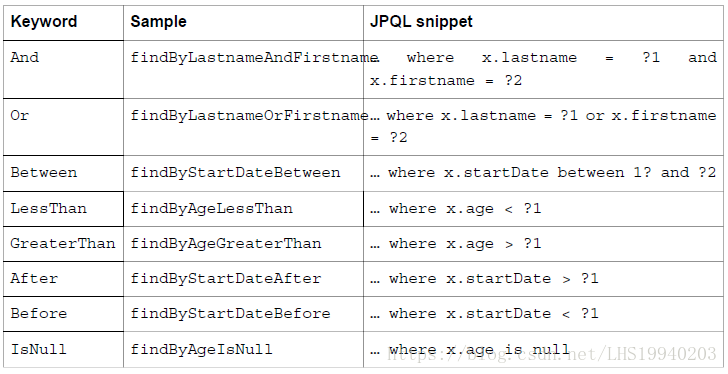 Keyword Sample JPQL snippet
And findByLastnameAndFirstname … where x.lastname = ?1 and
x.firstname = ?2
Or findByLastnameOrFirstname … where x.lastname = ?1 or x.firstname
= ?2
Between findByStartDateBetween … where x.startDate between 1? and ?2
LessThan findByAgeLessThan … where x.age < ?1
GreaterThan findByAgeGreaterThan … where x.age > ?1
After findByStartDateAfter … where x.startDate > ?1
Before findByStartDateBefore … where x.startDate < ?1
IsNull findByAgeIsNull … where x.age is null
https://blog.csdn.net/LHS19940203